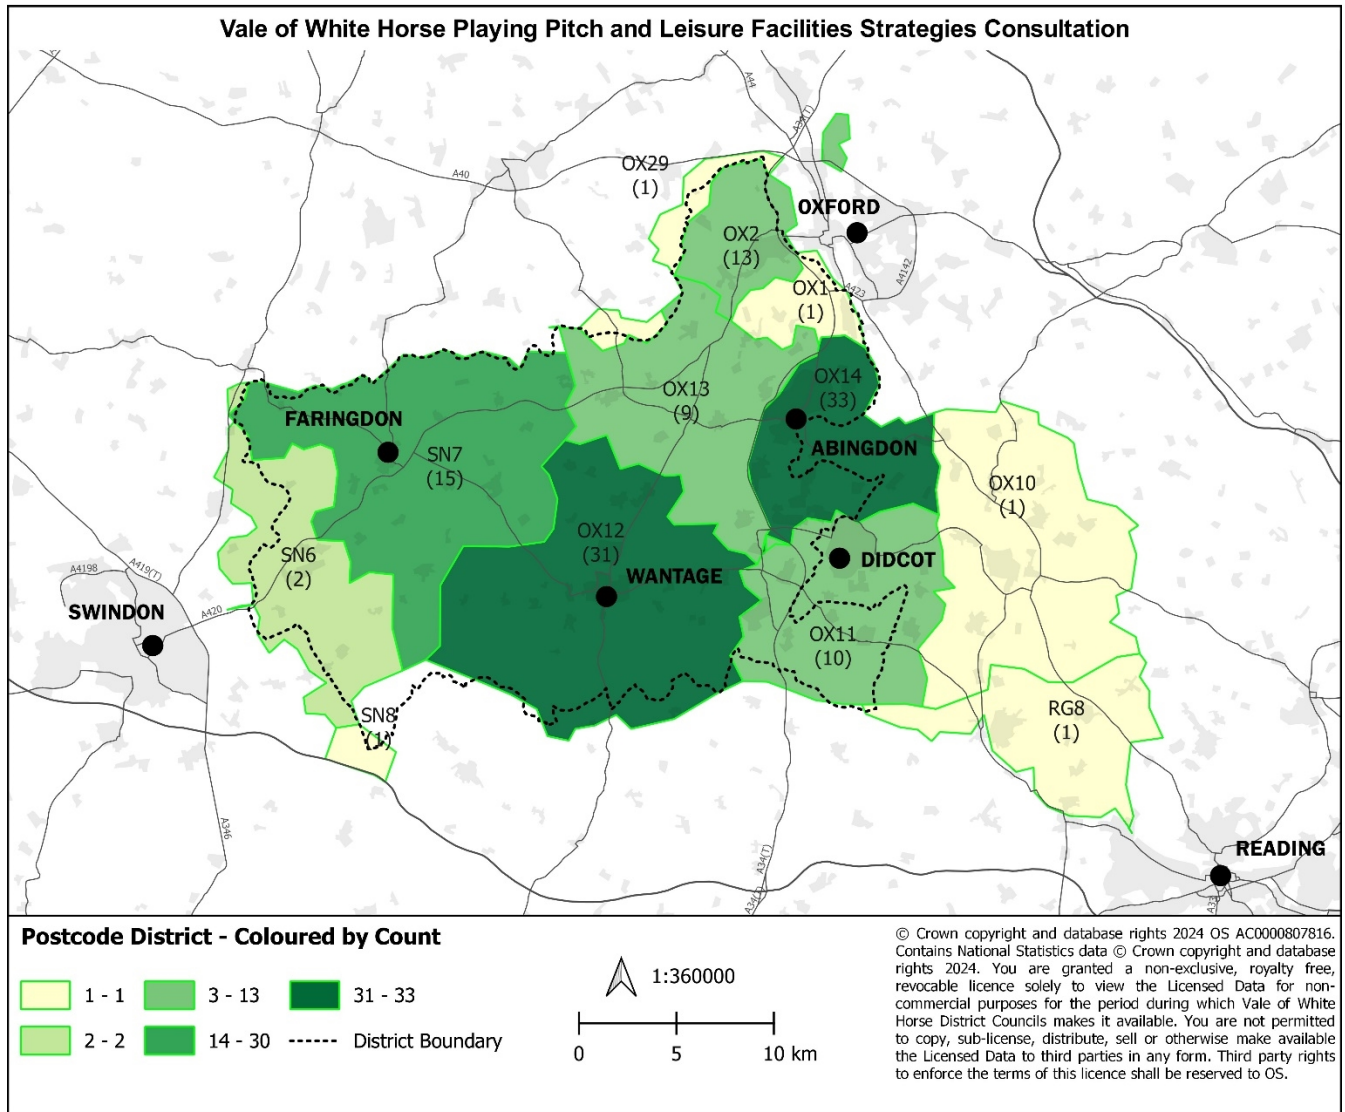 Vale of White Horse Playing Pitch and Leisure Facilities Strategies Consultation
A44
A34(T)
A40
OX29
(1)
OXFORD
OX2
(13)
A4142
OX1
(1)
A423
OX13
(9)
OX14
(33)
FARINGDON
SN7
(15)
ABINGDON
OX10
(1)
OX12
(31)
SN6
(2)
DIDCOT
WANTAGE
A4198
A419(T)
SWINDON
A420
OX11
(10)
SN8
(1)
RG8
(1)
A346
READING
A34(T)
A34(T)
A33
Postcode District - Coloured by Count
1 - 1
3 - 13
31 - 33
2 - 2
14 - 30
District Boundary
1:360000
0 5 10 km
© Crown copyright and database rights 2024 OS AC0000807816.
Contains National Statistics data © Crown copyright and database
rights 2024. You are granted a non-exclusive, royalty free,
revocable licence solely to view the Licensed Data for non-
commercial purposes for the period during which Vale of White
Horse District Councils makes it available. You are not permitted
to copy, sub-license, distribute, sell or otherwise make available
the Licensed Data to third parties in any form. Third party rights
to enforce the terms of this licence shall be reserved to OS.